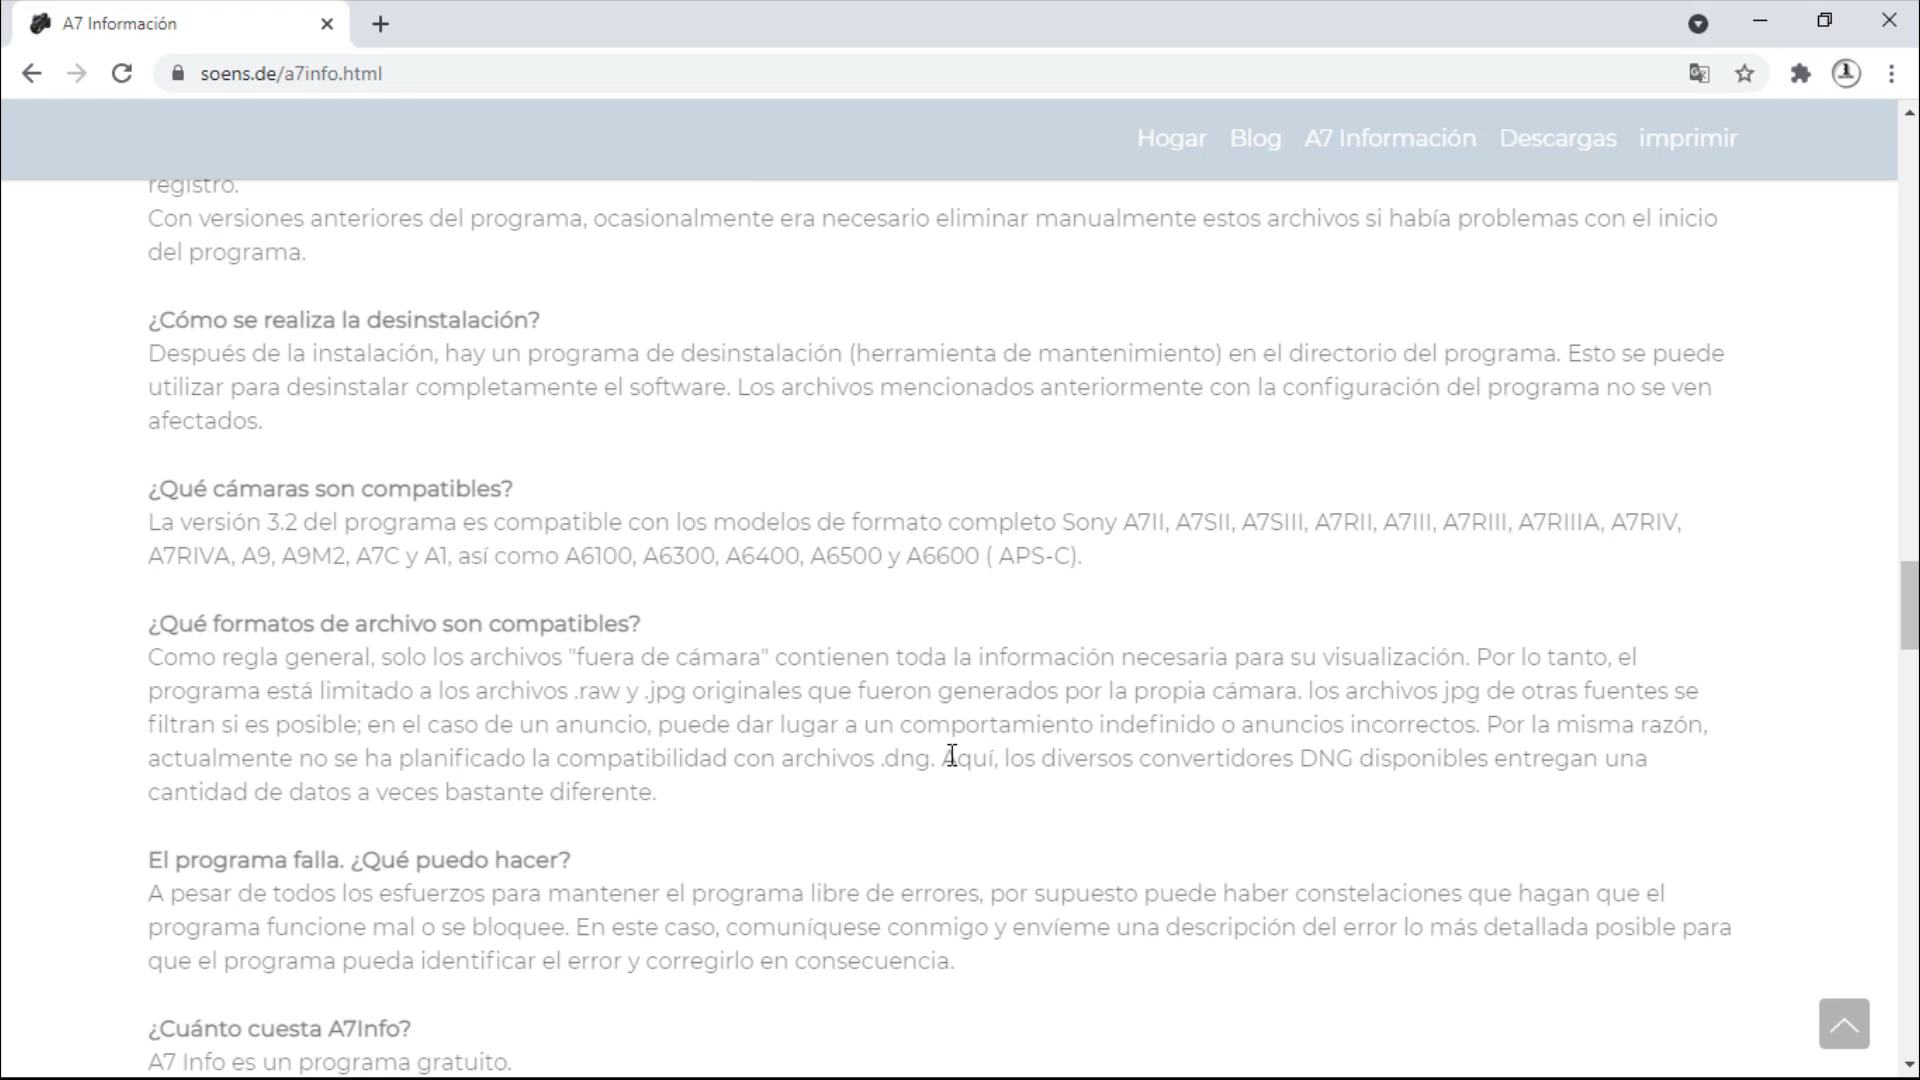 A7 Información
soens.de/a7info.html
Hogar Blog A7 Información Descargas imprimir
registro.
Con versiones anteriores del programa, ocasionalmente era necesario eliminar manualmente estos archivos si había problemas con el inicio
del programa.
¿Cómo se realiza la desinstalación?
Después de la instalación, hay un programa de desinstalación (herramienta de mantenimiento) en el directorio del programa. Esto se puede
utilizar para desinstalar completamente el software. Los archivos mencionados anteriormente con la configuración del programa no se ven
afectados.
¿Qué cámaras son compatibles?
La versión 3.2 del programa es compatible con los modelos de formato completo Sony A7II, A7SII, A7SIII, A7RII, A7III, A7RIII, A7RIIIA, A7RIV,
A7RIVA, A9, A9M2, A7C y A1, así como A6100, A6300, A6400, A6500 y A6600 ( APS-C).
¿Qué formatos de archivo son compatibles?
Como regla general, solo los archivos "fuera de cámara" contienen toda la información necesaria para su visualización. Por lo tanto, el
programa está limitado a los archivos .raw y .jpg originales que fueron generados por la propia cámara. los archivos jpg de otras fuentes se
filtran si es posible; en el caso de un anuncio, puede dar lugar a un comportamiento indefinido o anuncios incorrectos. Por la misma razón,
actualmente no se ha planificado la compatibilidad con archivos .dng. Aquí, los diversos convertidores DNG disponibles entregan una
cantidad de datos a veces bastante diferente.
El programa falla. ¿Qué puedo hacer?
A pesar de todos los esfuerzos para mantener el programa libre de errores, por supuesto puede haber constelaciones que hagan que el
programa funcione mal o se bloquee. En este caso, comuníquese conmigo y envíeme una descripción del error lo más detallada posible para
que el programa pueda identificar el error y corregirlo en consecuencia.
¿Cuánto cuesta A7Info?
A7 Info es un programa gratuito.